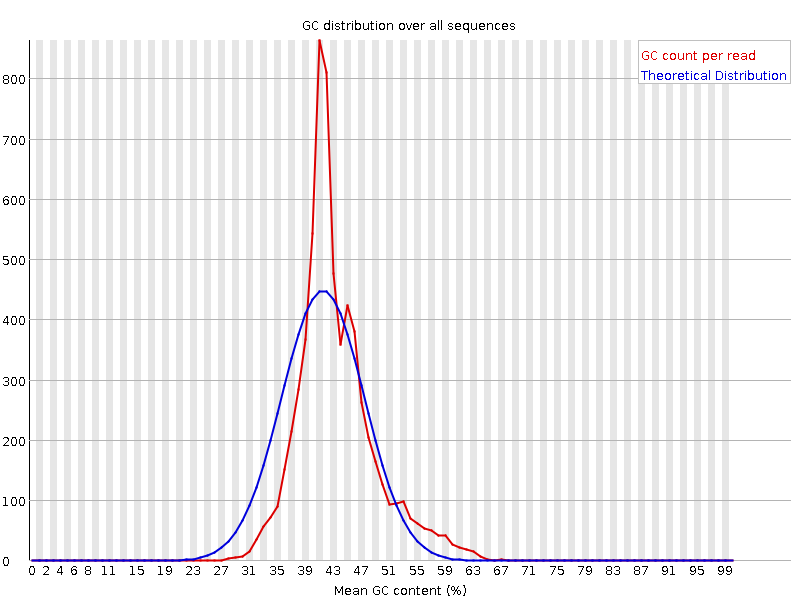 GC distribution over all sequences
GC count per read
Theoretical Distribution
800
700
600
500
400
300
200
100
0
0 2 4 6 8 11 15 19 23 27 31 35 39 43 47 51 55 59 63 67 71 75 79 83 87 91 95 99
Mean GC content (%)